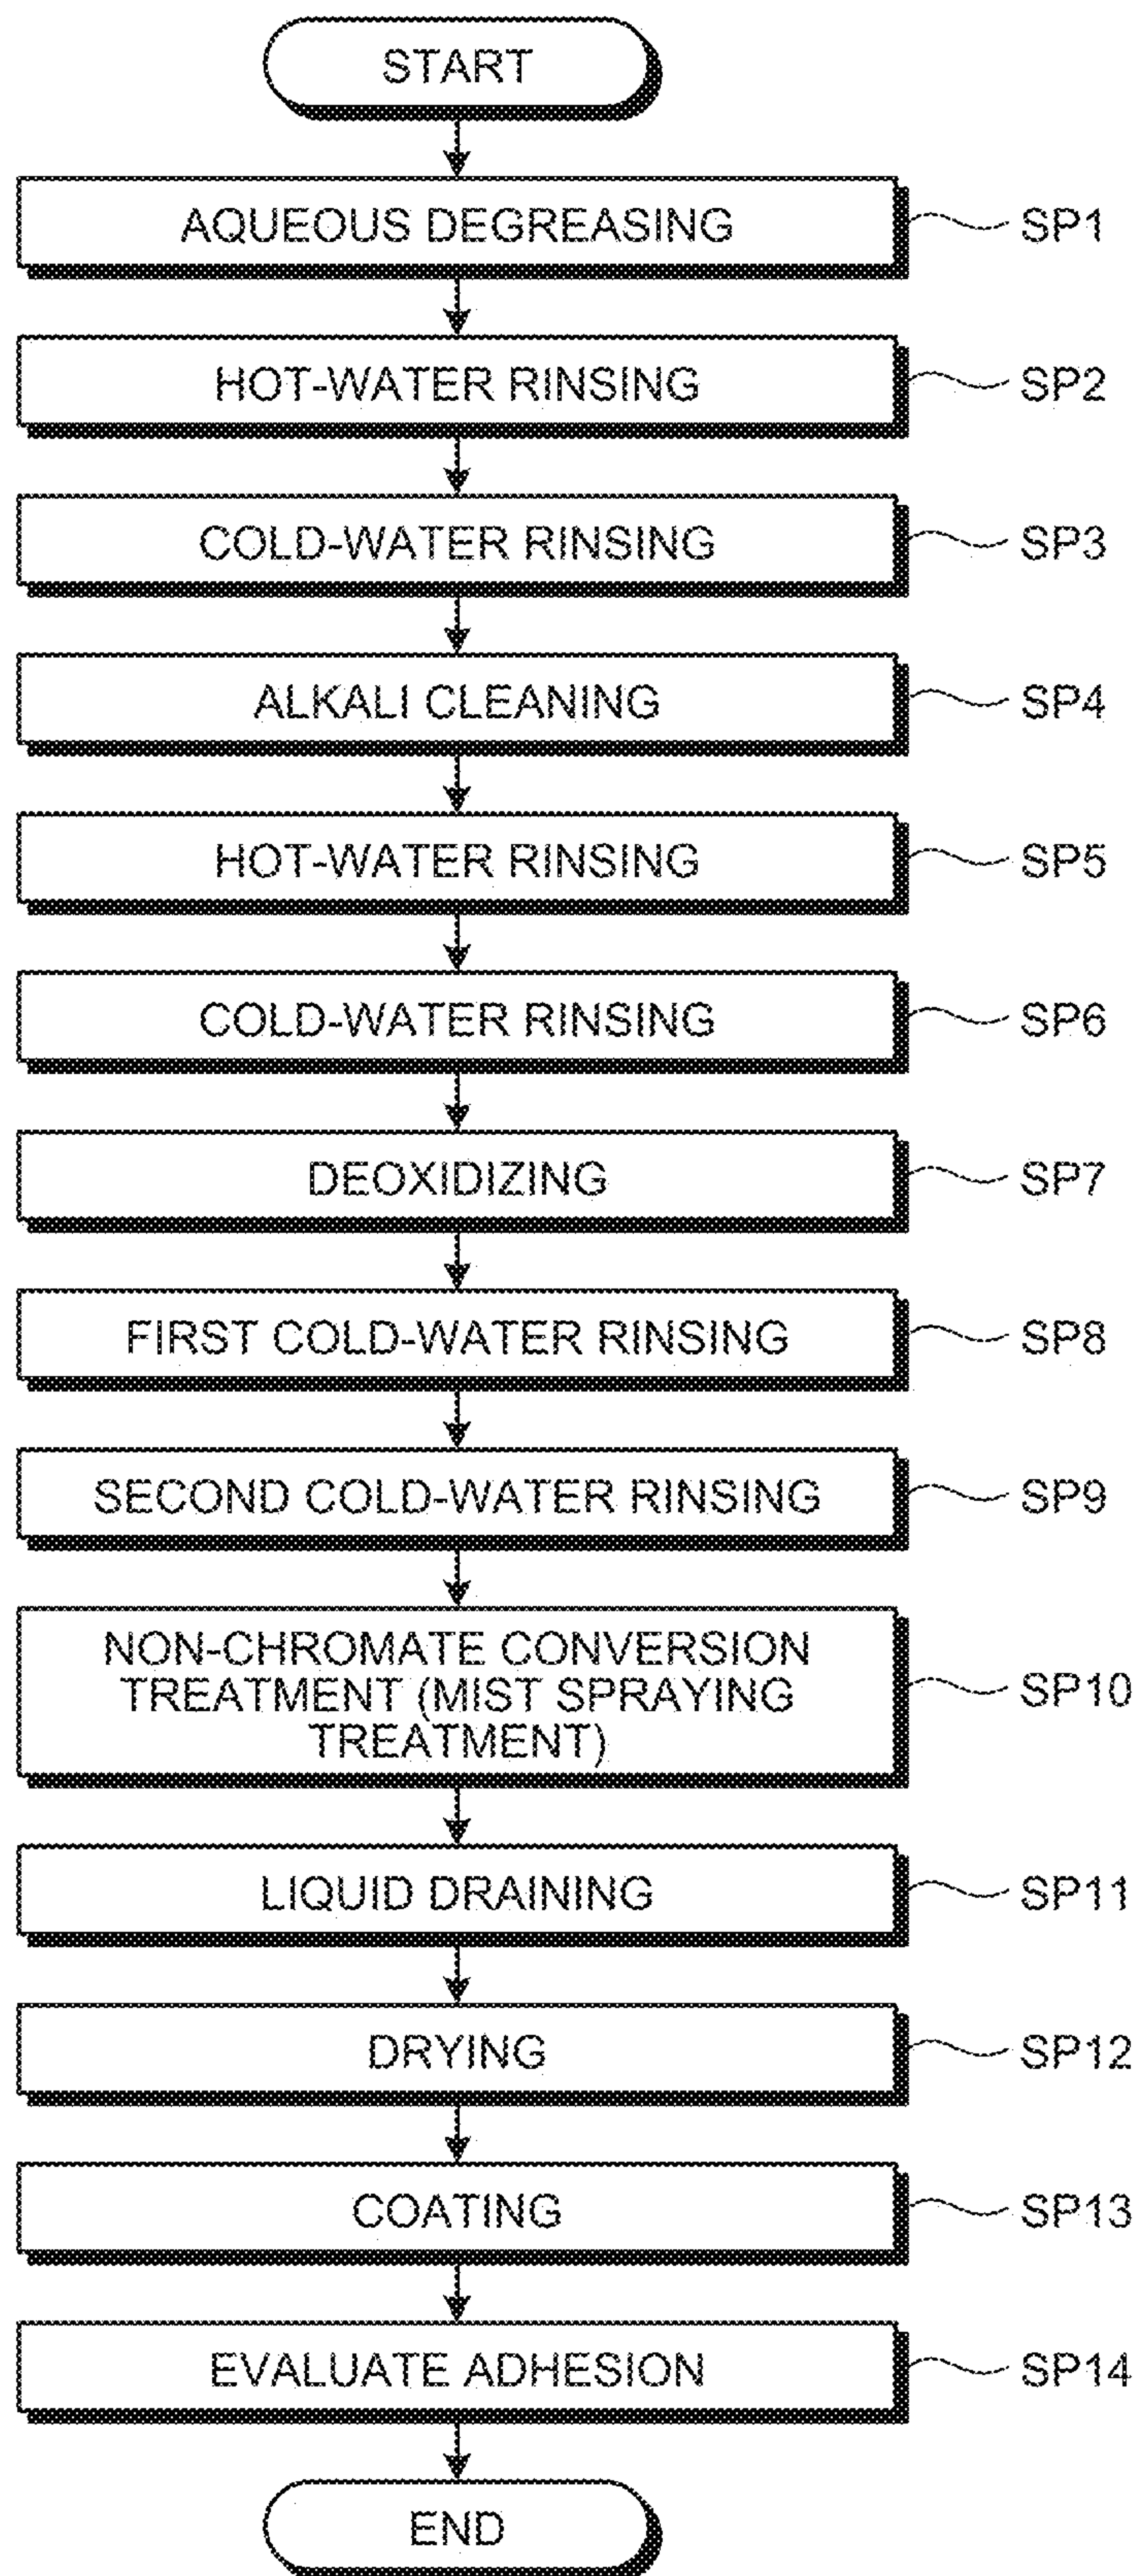 START
AQUEOUS DEGREASING SP1
HOT-WATER RINSING SP2
COLD-WATER RINSING SP3
ALKALI CLEANING SP4
HOT-WATER RINSING SP5
COLD-WATER RINSING SP6
DEOXIDIZING SP7
FIRST COLD-WATER RINSING SP8
SECOND COLD-WATER RINSING SP9
NON-CHROMATE CONVERSION
TREATMENT (MIST SPRAYING SP10
TREATMENT)
LIQUID DRAINING SP11
DRYING SP12
COATING SP13
EVALUATE ADHESION SP14
END